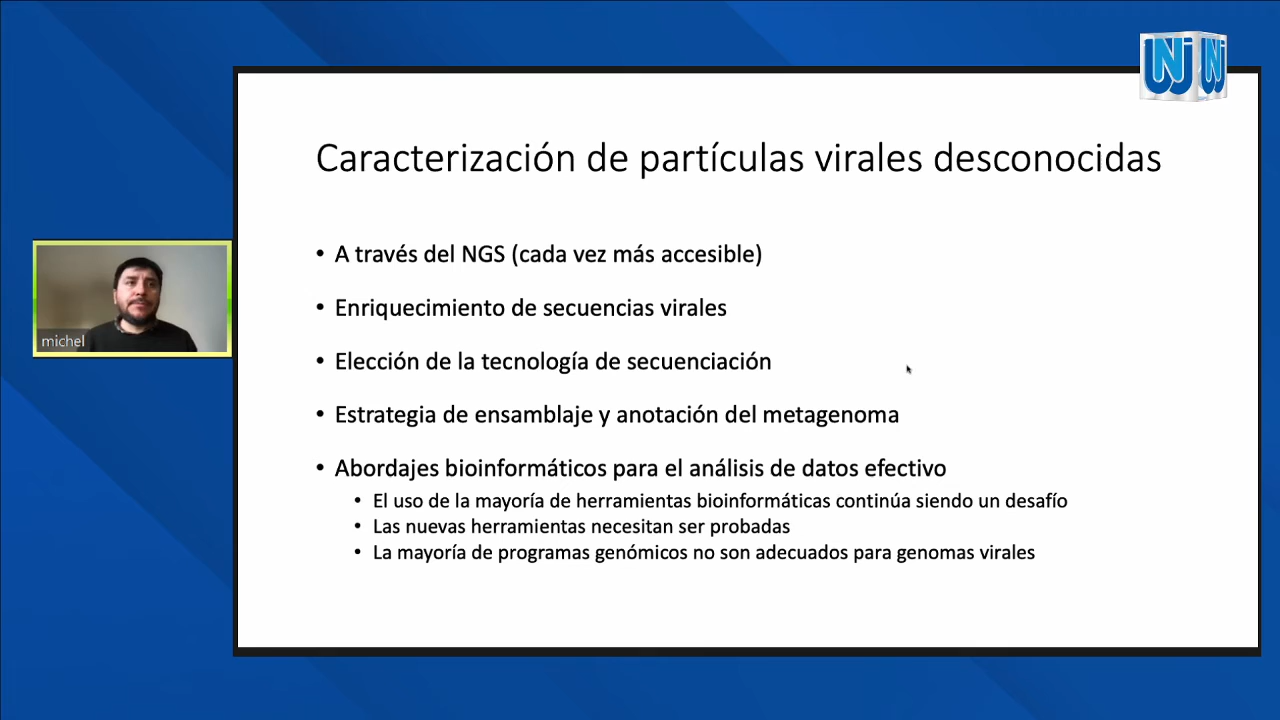 UNJ
Caracterización de partículas virales desconocidas
• A través del NGS (cada vez más accesible)
• Enriquecimiento de secuencias virales
• Elección de la tecnología de secuenciación
• Estrategia de ensamblaje y anotación del metagenoma
• Abordajes bioinformáticos para el análisis de datos efectivo
• El uso de la mayoría de herramientas bioinformáticas continúa siendo un desafío
• Las nuevas herramientas necesitan ser probadas
• La mayoría de programas genómicos no son adecuados para genomas virales
michel